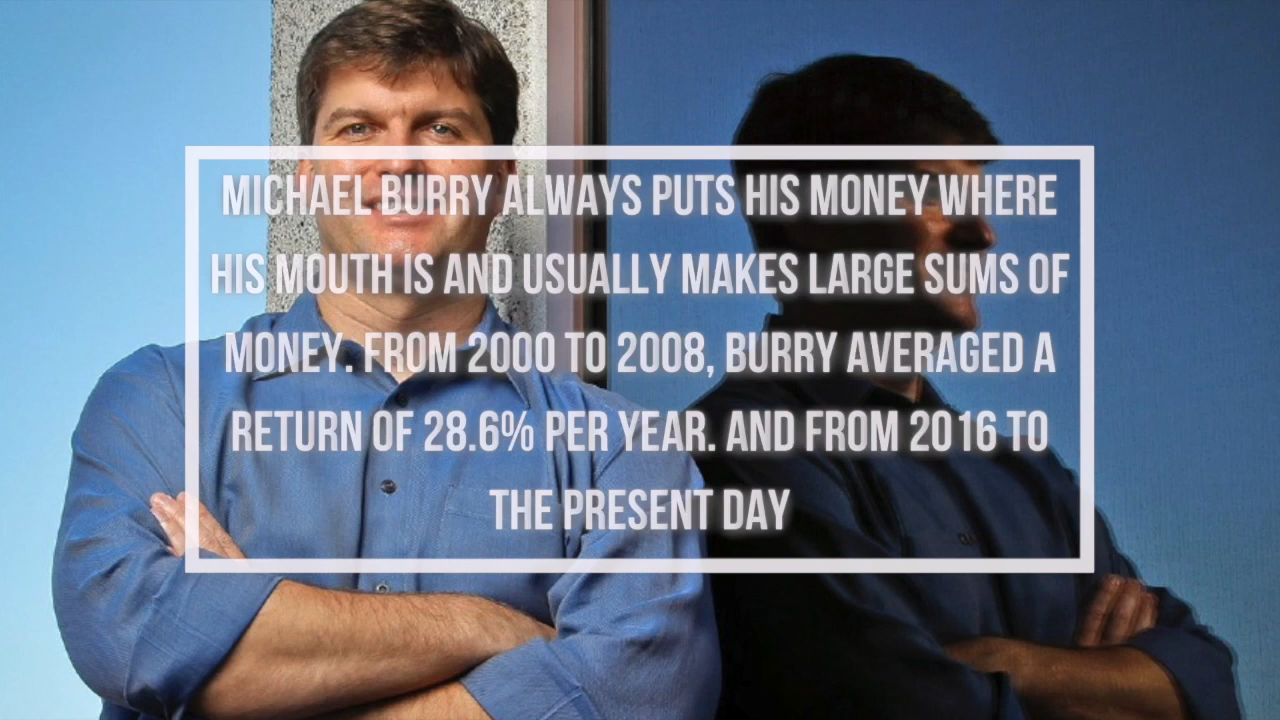 MICHAEL BURRY ALWAYS PUTS HIS MONEY WHERE
HIS MOUTH IS AND USUALLY MAKES LARGE SUMS OF
MONEY. FROM 2000 TO 2008, BURRY AVERAGED A
RETURN OF 28.6% PER YEAR. AND FROM 2016 TO
THE PRESENT DAY